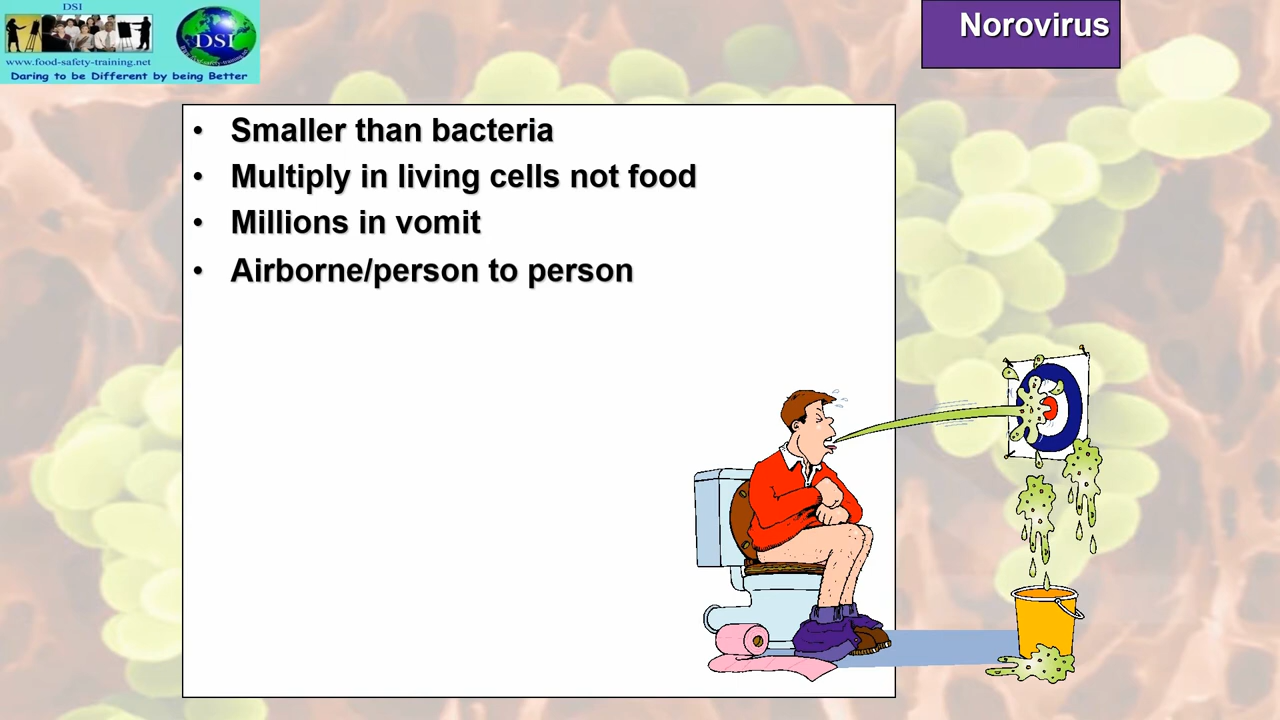 DSI
DSI
www.food-safety-training.net
Daring to be Different by being Better
Norovirus
• Smaller than bacteria
• Multiply in living cells not food
• Millions in vomit
• Airborne/person to person